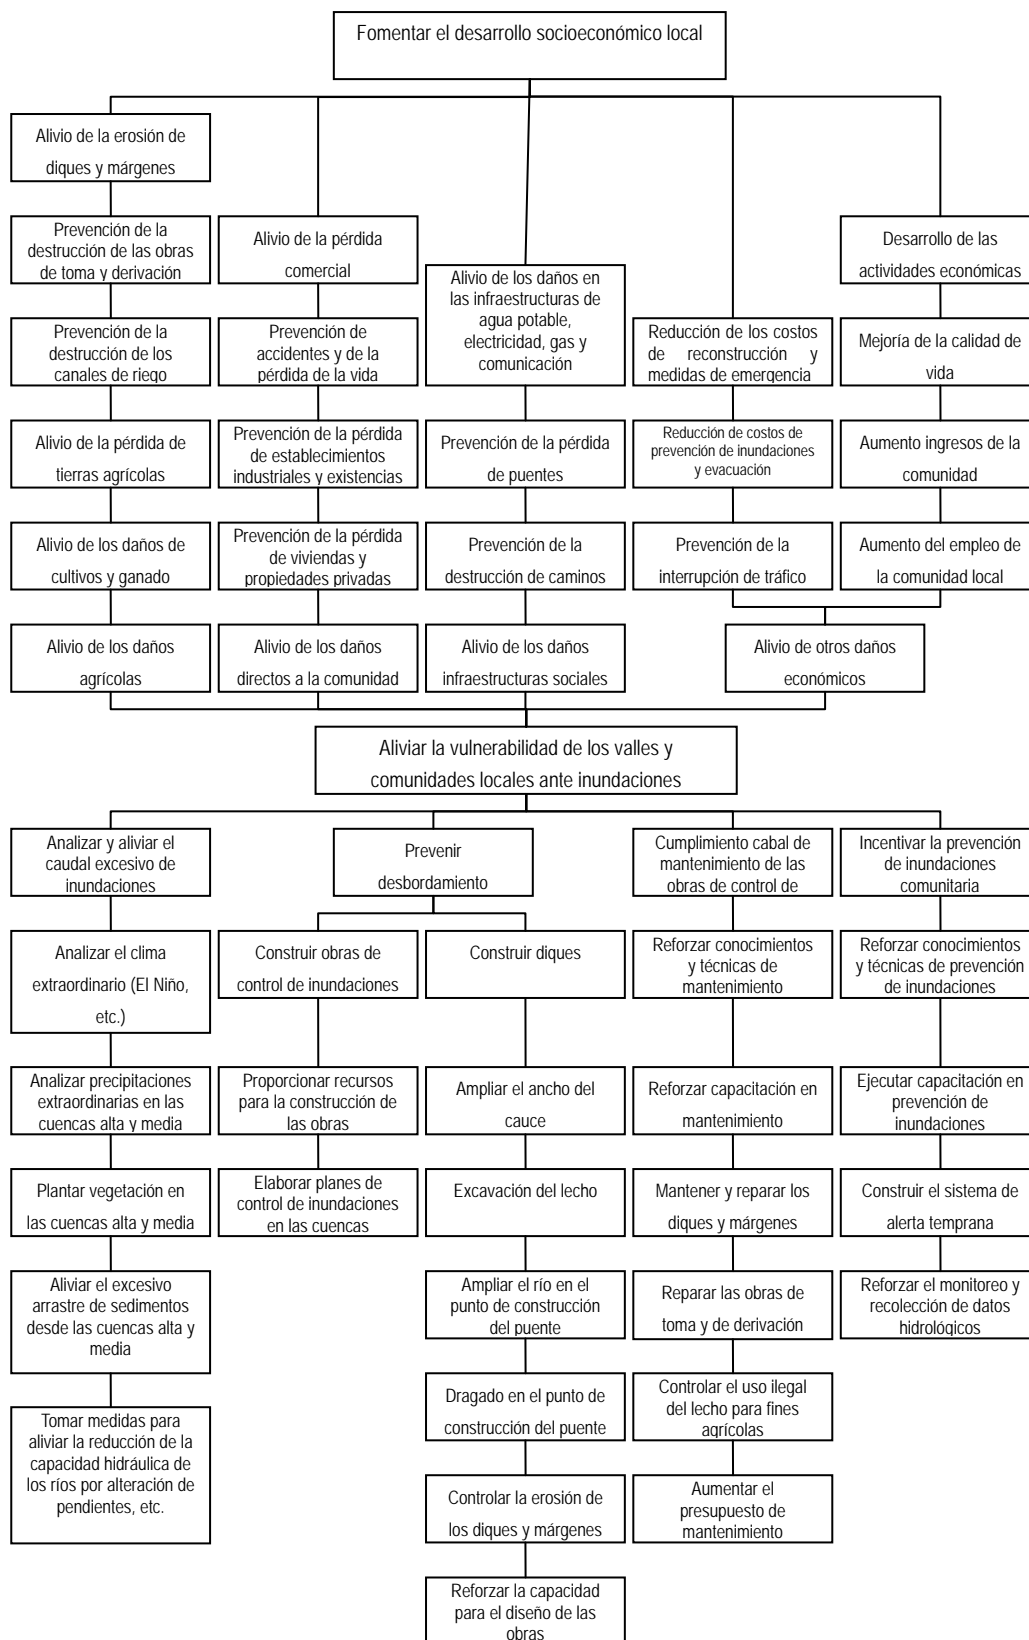 Fomentar el desarrollo socioeconómico local
Alivio de la erosión de
diques y márgenes
Prevención de la
destrucción de las obras
de toma y derivación
Alivio de la pérdida
comercial
Desarrollo de las
actividades económicas
Alivio de los daños en
las infraestructuras de
agua potable,
electricidad, gas y
comunicación
Prevención de la
destrucción de los
canales de riego
Prevención de
accidentes y de la
pérdida de la vida
Reducción de los costos
de reconstrucción y
medidas de emergencia
Mejoría de la calidad de
vida
Alivio de la pérdida de
tierras agrícolas
Prevención de la pérdida
de establecimientos
industriales y existencias
Prevención de la pérdida
de puentes
Reducción de costos de
prevención de inundaciones
y evacuación
Aumento ingresos de la
comunidad
Alivio de los daños de
cultivos y ganado
Prevención de la pérdida
de viviendas y
propiedades privadas
Prevención de la
destrucción de caminos
Prevención de la
interrupción de tráfico
Aumento del empleo de
la comunidad local
Alivio de los daños
agrícolas
Alivio de los daños
directos a la comunidad
Alivio de los daños
infraestructuras sociales
Alivio de otros daños
económicos
Aliviar la vulnerabilidad de los valles y
comunidades locales ante inundaciones
Analizar y aliviar el
caudal excesivo de
inundaciones
Prevenir
desbordamiento
Cumplimiento cabal de
mantenimiento de las
obras de control de
Incentivar la prevención
de inundaciones
comunitaria
Analizar el clima
extraordinario (El Niño,
etc.)
Construir obras de
control de inundaciones
Construir diques
Reforzar conocimientos
y técnicas de
mantenimiento
Reforzar conocimientos
y técnicas de prevención
de inundaciones
Analizar precipitaciones
extraordinarias en las
cuencas alta y media
Proporcionar recursos
para la construcción de
las obras
Ampliar el ancho del
cauce
Reforzar capacitación en
mantenimiento
Ejecutar capacitación en
prevención de
inundaciones
Plantar vegetación en
las cuencas alta y media
Elaborar planes de
control de inundaciones
en las cuencas
Excavación del lecho
Mantener y reparar los
diques y márgenes
Construir el sistema de
alerta temprana
Aliviar el excesivo
arrastre de sedimentos
desde las cuencas alta y
media
Ampliar el río en el
punto de construcción
del puente
Reparar las obras de
toma y de derivación
Reforzar el monitoreo y
recolección de datos
hidrológicos
Tomar medidas para
aliviar la reducción de la
capacidad hidráulica de
los ríos por alteración de
pendientes, etc.
Dragado en el punto de
construcción del puente
Controlar el uso ilegal
del lecho para fines
agrícolas
Controlar la erosión de
los diques y márgenes
Aumentar el
presupuesto de
mantenimiento
Reforzar la capacidad
para el diseño de las
obras